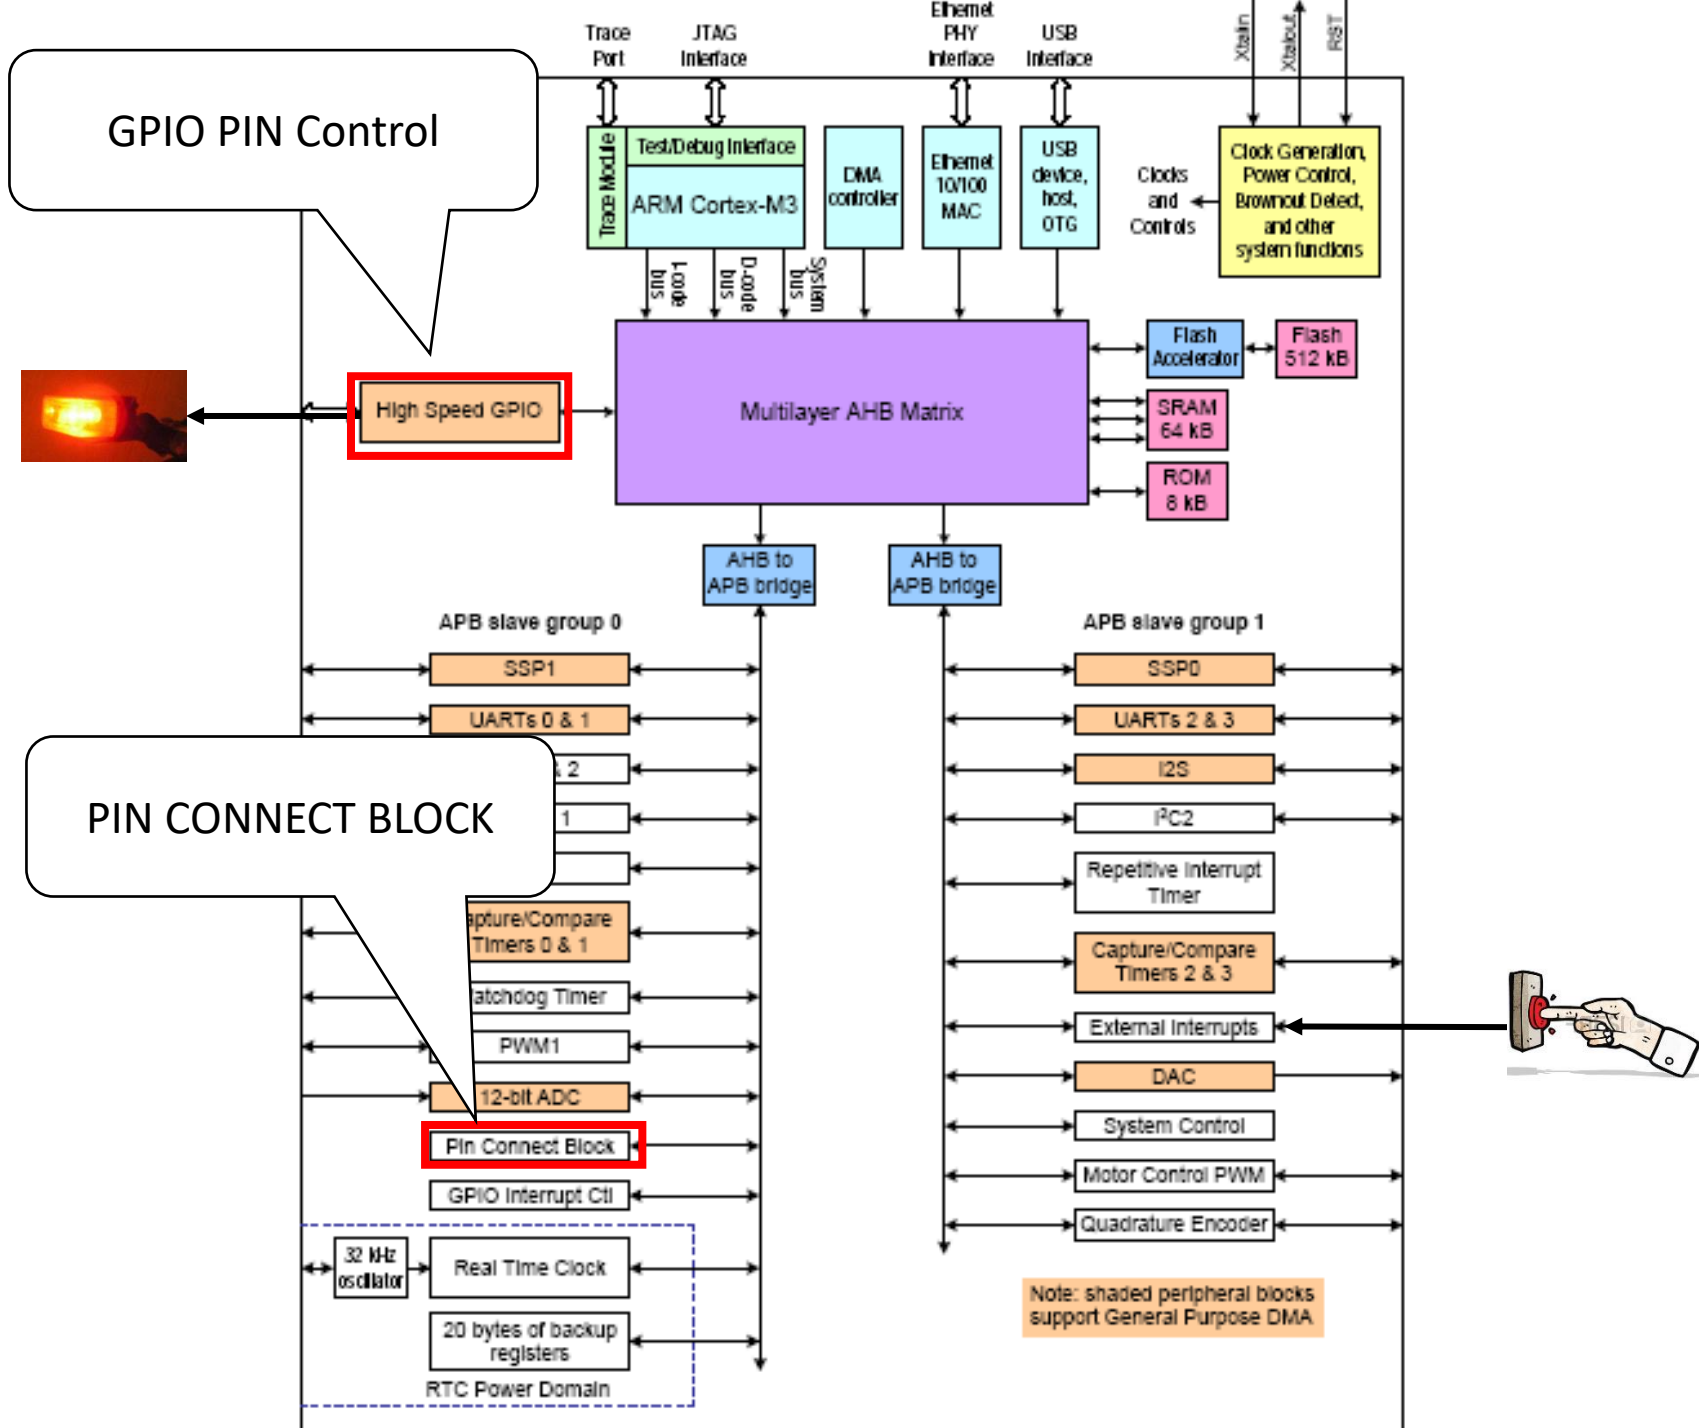 Ethernet
PHY
Interface
Trace
Port
JTAG
Interface
USB
Interface
Xtalin
Xtalout
RST
GPIO PIN Control
Trace Module
Test/Debug Interface
ARM Cortex-M3
DMA
controller
Ethernet
10/100
MAC
USB
device,
host,
OTG
Clocks
and
Controls
Clock Generation,
Power Control,
Brownout Detect,
and other
system functions
I-code
bus
D-code
bus
System
bus
High Speed GPIO
Multilayer AHB Matrix
Flash
Accelerator
Flash
512 kB
SRAM
64 kB
ROM
8 kB
AHB to
APB bridge
AHB to
APB bridge
APB slave group 0
APB slave group 1
SSP1
UARTs 0 & 1
& 2
1
PIN CONNECT BLOCK
apture/Compare
Timers 0 & 1
atchdog Timer
PWM1
12-bit ADC
Pin Connect Block
GPIO Interrupt Ctl
32 kHz
oscillator
Real Time Clock
20 bytes of backup
registers
RTC Power Domain
SSP0
UARTs 2 & 3
I2S
I²C2
Repetitive Interrupt
Timer
Capture/Compare
Timers 2 & 3
External Interrupts
DAC
System Control
Motor Control PWM
Quadrature Encoder
Note: shaded peripheral blocks
support General Purpose DMA